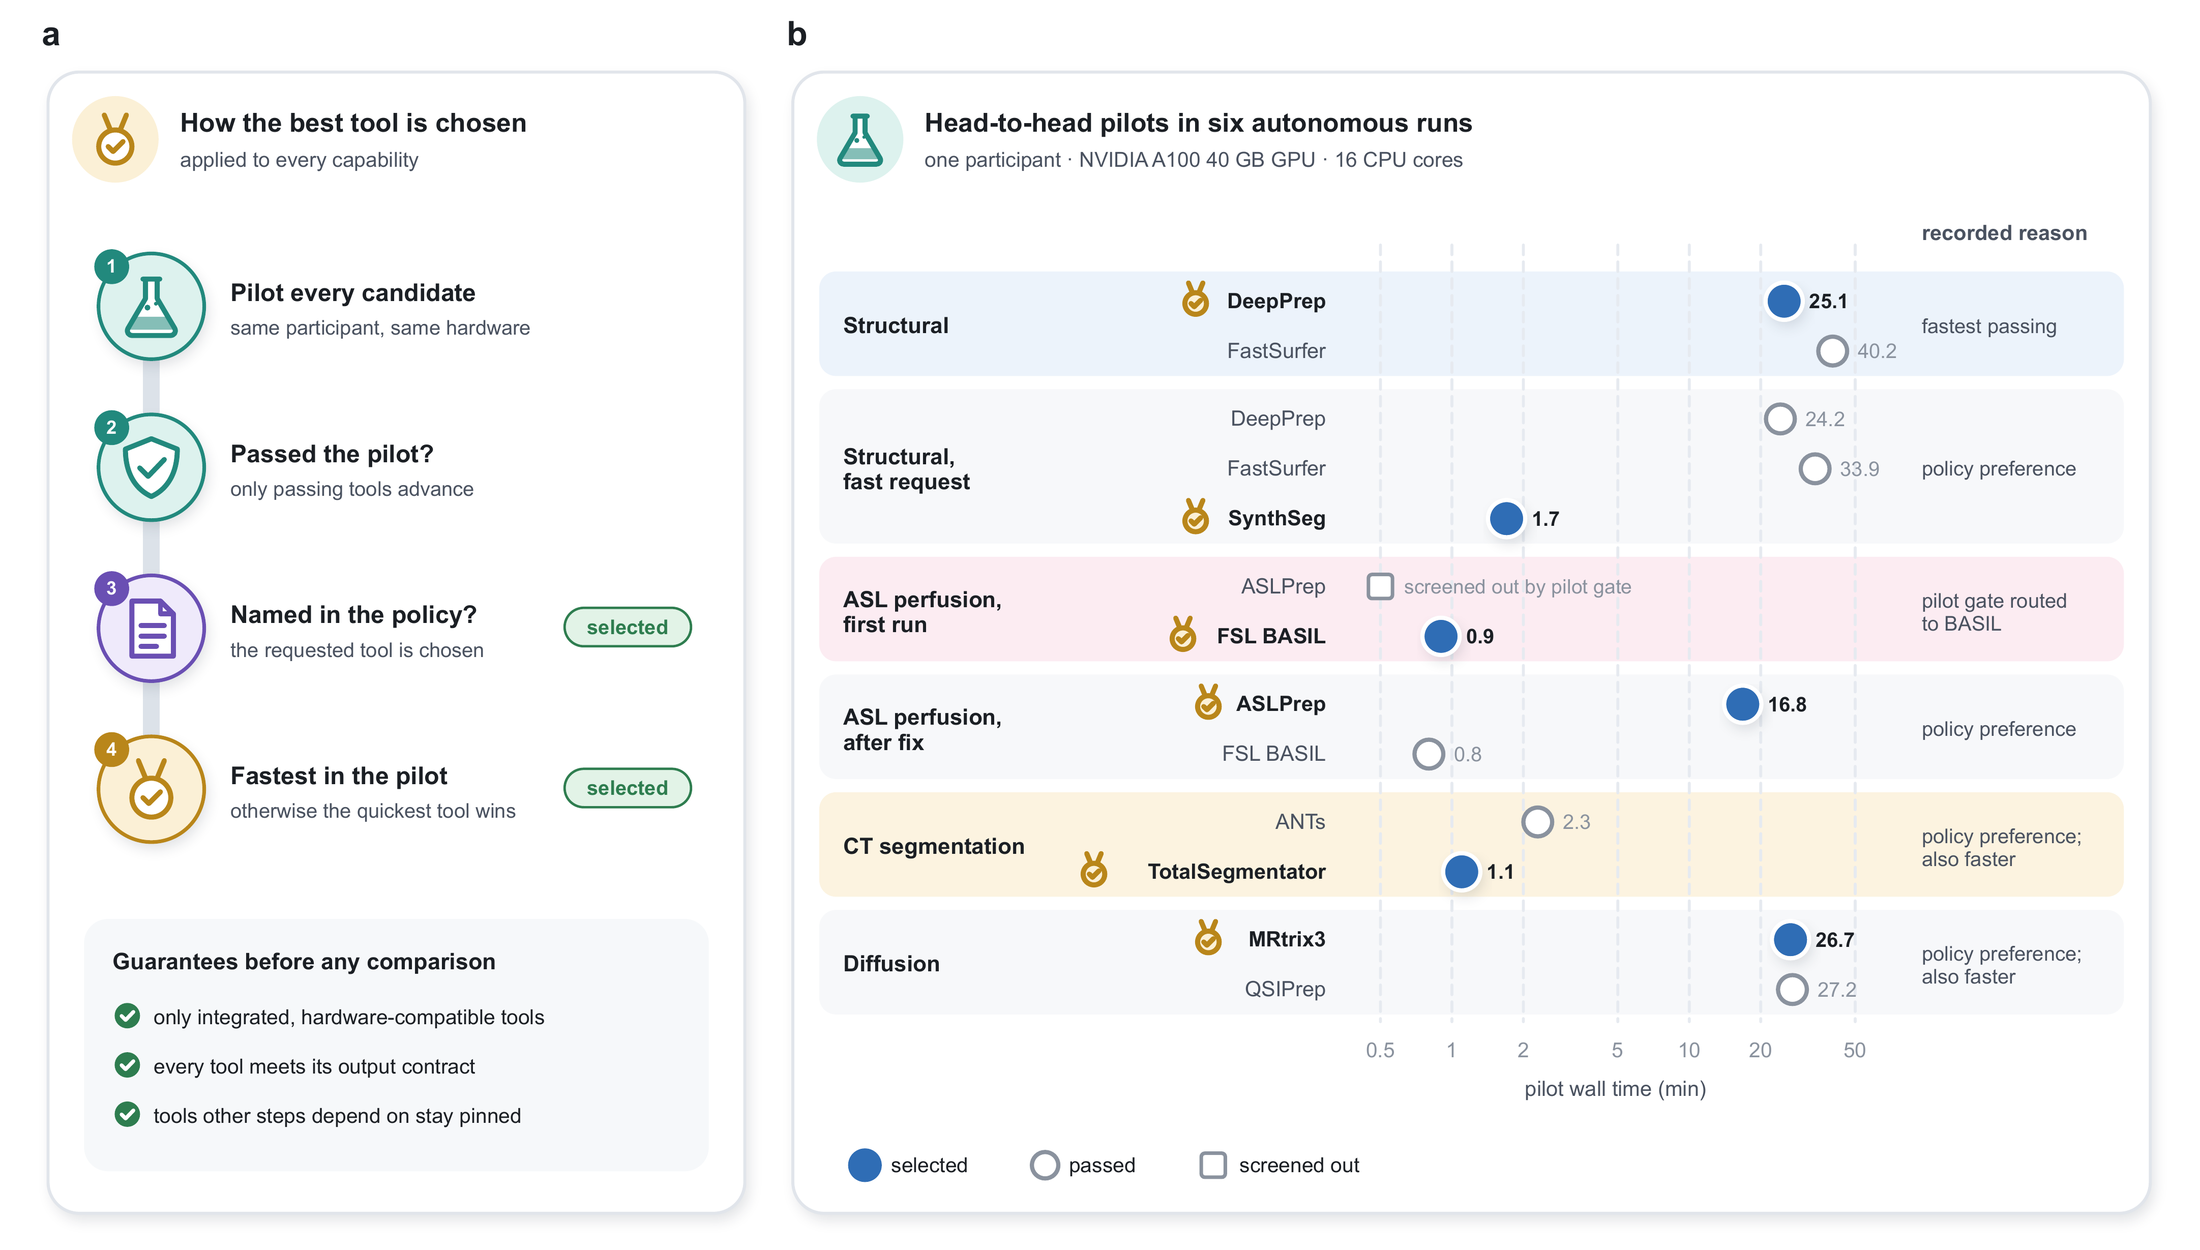 a
How the best tool is chosen
applied to every capability
1
Pilot every candidate
same participant, same hardware
2
Passed the pilot?
only passing tools advance
3
Named in the policy?
the requested tool is chosen
selected
4
Fastest in the pilot
otherwise the quickest tool wins
selected
Guarantees before any comparison
only integrated, hardware-compatible tools
every tool meets its output contract
tools other steps depend on stay pinned
b
Head-to-head pilots in six autonomous runs
one participant · NVIDIA A100 40 GB GPU · 16 CPU cores
recorded reason
Structural
DeepPrep
25.1
FastSurfer
40.2
fastest passing
Structural,
fast request
DeepPrep
24.2
FastSurfer
33.9
SynthSeg
1.7
policy preference
ASL perfusion,
first run
ASLPrep
screened out by pilot gate
FSL BASIL
0.9
pilot gate routed
to BASIL
ASL perfusion,
after fix
ASLPrep
16.8
FSL BASIL
0.8
policy preference
CT segmentation
ANTs
2.3
TotalSegmentator
1.1
policy preference;
also faster
Diffusion
MRtrix3
26.7
QSIPrep
27.2
policy preference;
also faster
0.5 1 2 5 10 20 50
pilot wall time (min)
selected passed screened out